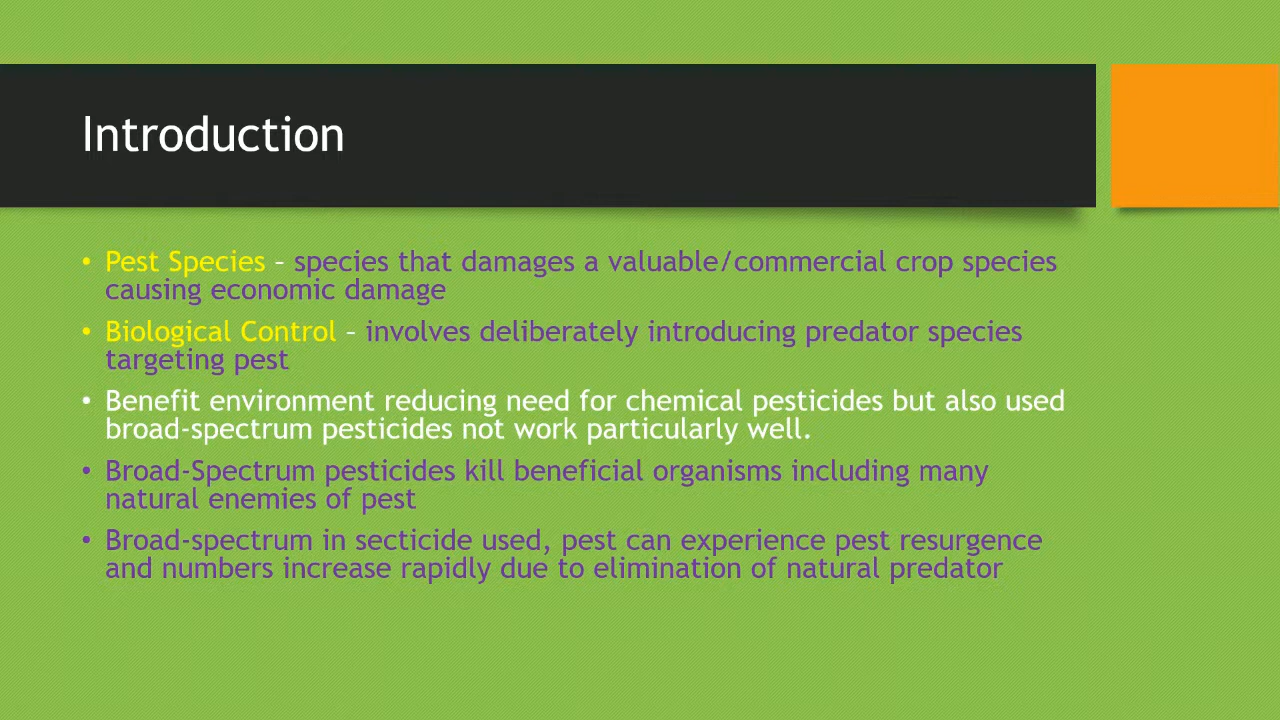 Introduction
• Pest Species – species that damages a valuable/commercial crop species
causing economic damage
• Biological Control – involves deliberately introducing predator species
targeting pest
• Benefit environment reducing need for chemical pesticides but also used
broad-spectrum pesticides not work particularly well.
• Broad-Spectrum pesticides kill beneficial organisms including many
natural enemies of pest
• Broad-spectrum in secticide used, pest can experience pest resurgence
and numbers increase rapidly due to elimination of natural predator